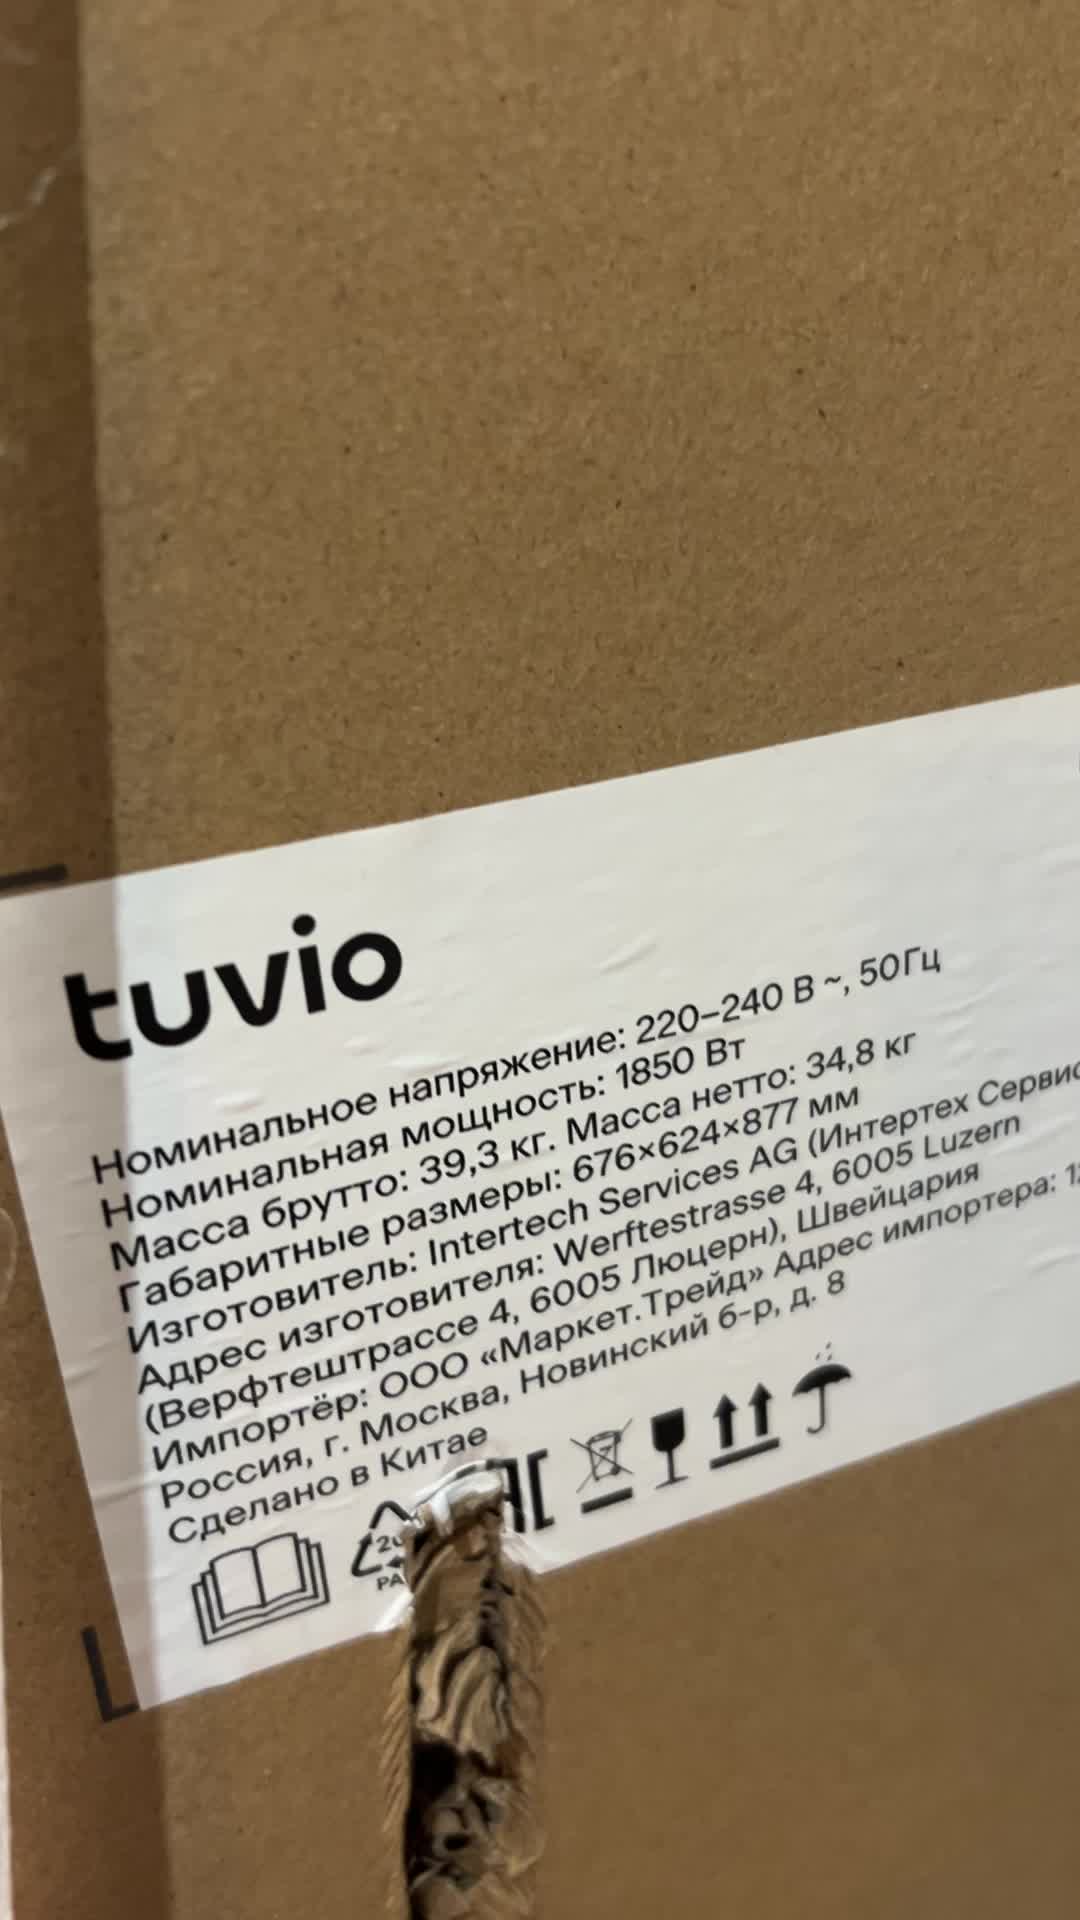 tuvio
Номинальное напряжение: 220–240 В ~, 50Гц
Номинальная мощность: 1850 Вт
Масса брутто: 39,3 кг. Масса нетто: 34,8 кг
Габаритные размеры: 676×624×877 мм
Изготовитель: Intertech Services AG (Интертех Сервис
Адрес изготовителя: Werftestrasse 4, 6005 Luzern
(Верфтештрассе 4, 6005 Люцерн), Швейцария
Импортёр: ООО «Маркет.Трейд» Адрес импортера:
Россия, г. Москва, Новинский б-р, д. 8
Сделано в Китае